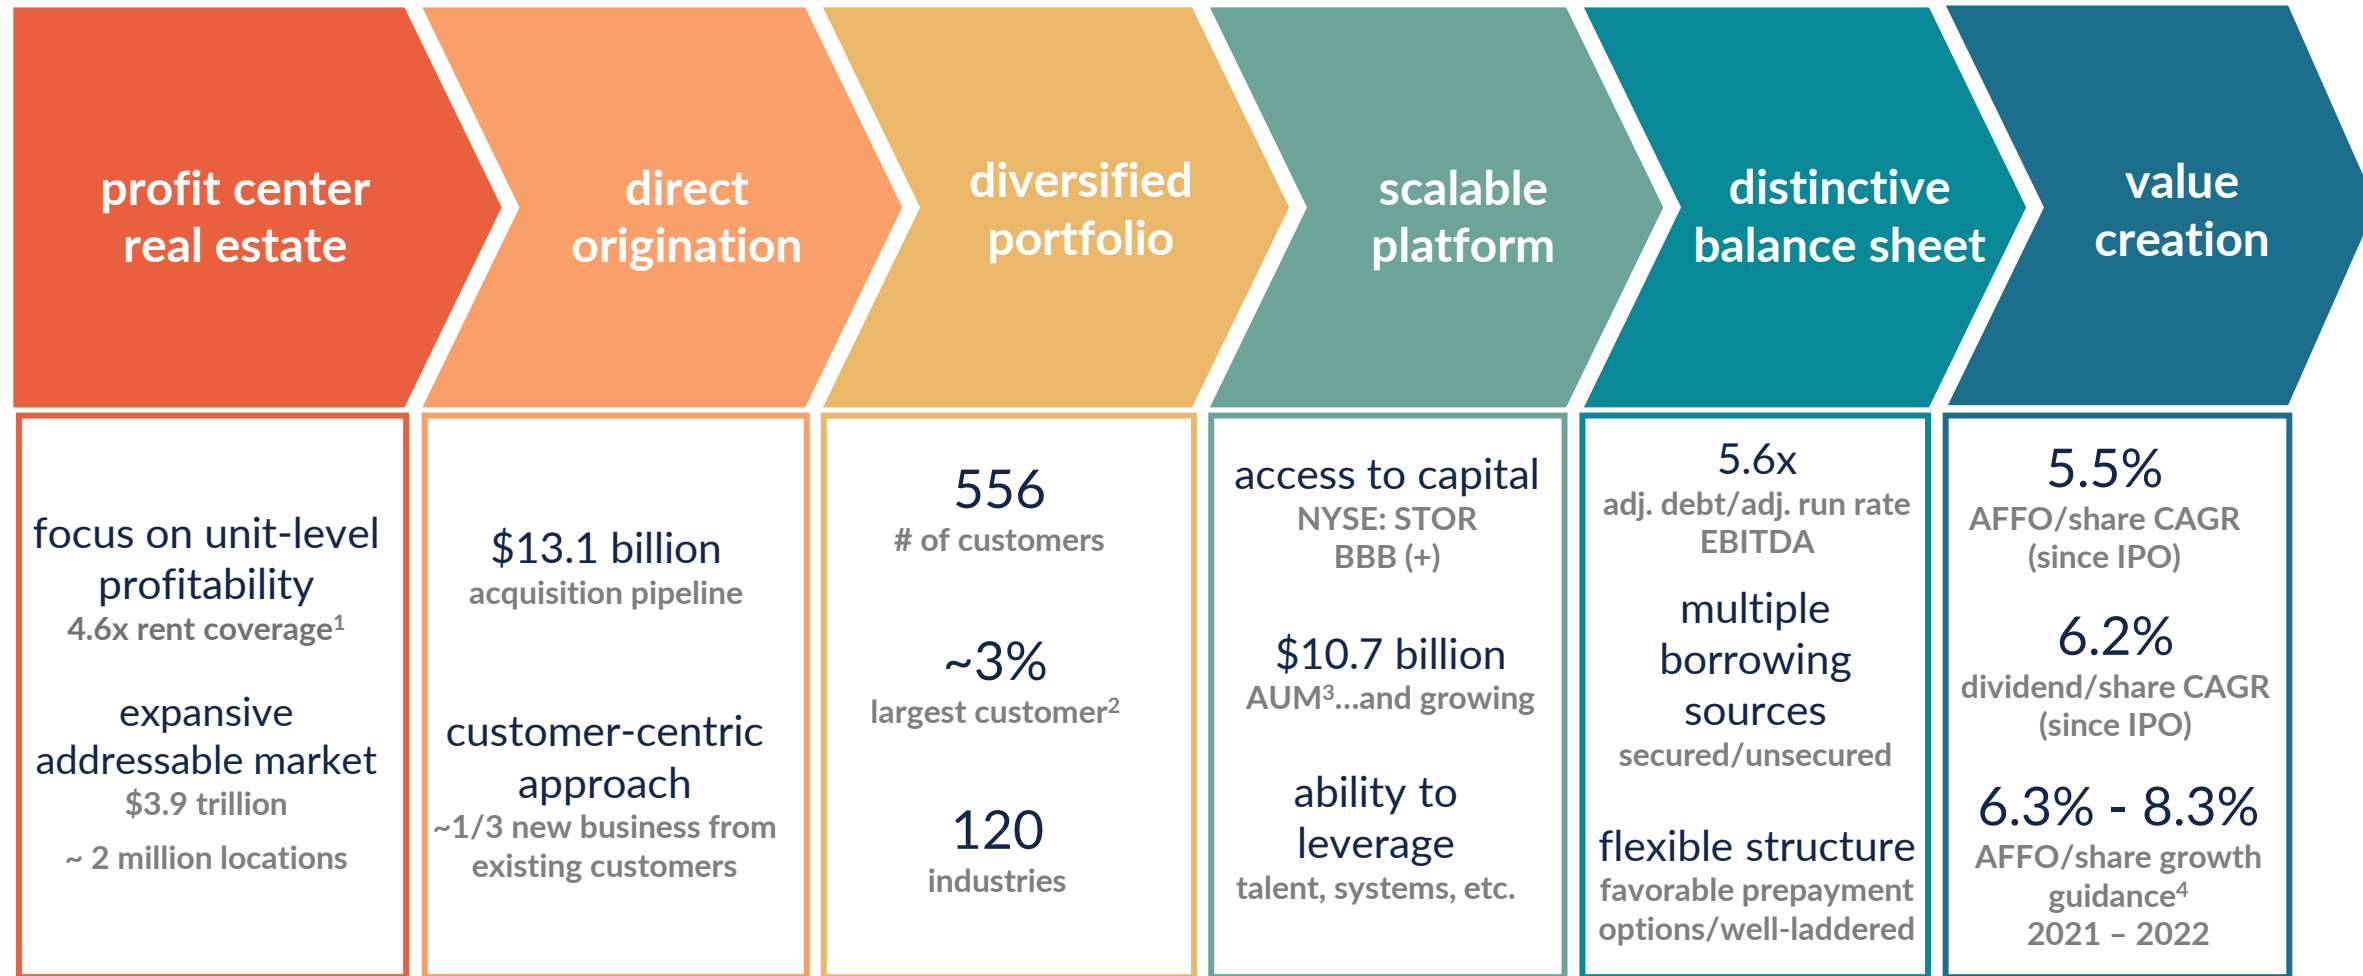 profit center
real estate
direct
origination
diversified
portfolio
scalable
platform
distinctive
balance sheet
value
creation
focus on unit-level
profitability
4.6x rent coverage¹
expansive
addressable market
$3.9 trillion
~ 2 million locations
$13.1 billion
acquisition pipeline
customer-centric
approach
~1/3 new business from
existing customers
556
# of customers
~3%
largest customer²
120
industries
access to capital
NYSE: STOR
BBB (+)
$10.7 billion
AUM³...and growing
ability to
leverage
talent, systems, etc.
5.6x
adj. debt/adj. run rate
EBITDA
multiple
borrowing
sources
secured/unsecured
flexible structure
favorable prepayment
options/well-laddered
5.5%
AFFO/share CAGR
(since IPO)
6.2%
dividend/share CAGR
(since IPO)
6.3% - 8.3%
AFFO/share growth
guidance⁴
2021 – 2022